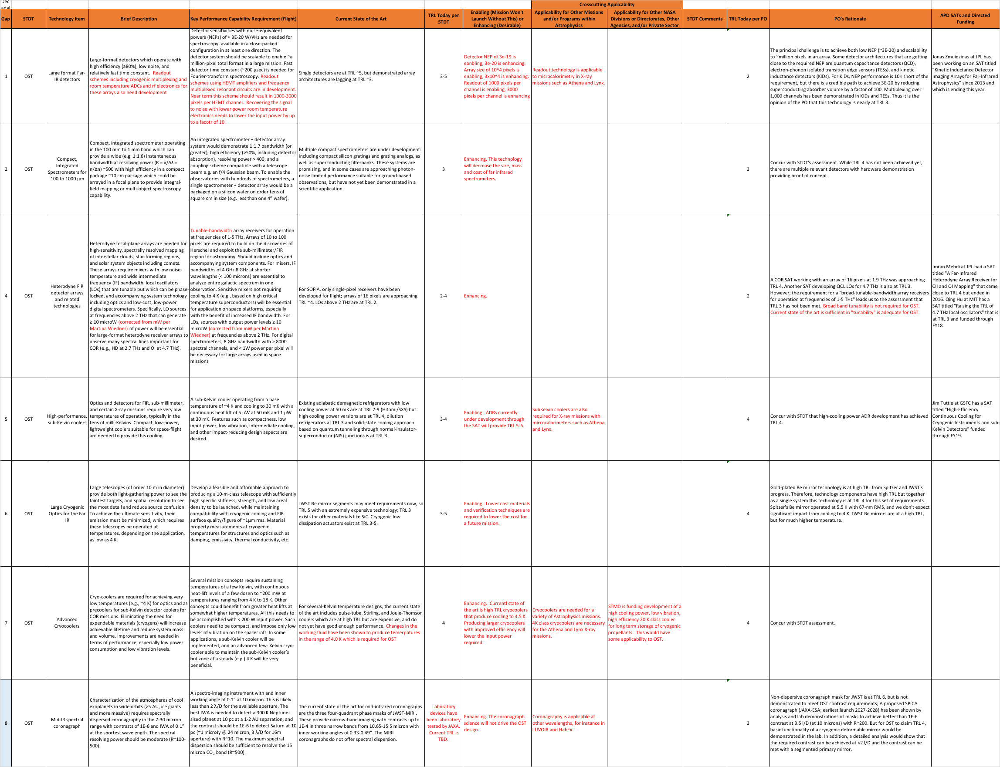 Dec
adal
Crosscutting Applicability
Gap
STDT
Technology Item
Brief Description
Key Performance Capability Requirement (Flight)
Current State of the Art
TRL Today per
STDT
Enabling (Mission Won't
Launch Without This) or
Enhancing (Desirable)
Applicability for Other Missions
and/or Programs within
Astrophysics
Applicability for Other NASA
Divisions or Directorates, Other
Agencies, and/or Private Sector
STDT Comments
TRL Today per PO
PO's Rationale
APD SATs and Directed
Funding
1
OST
Large format Far-
IR detectors
Large-format detectors which operate with
high efficiency (≥80%), low noise, and
relatively fast time constant.  Readout
schemes including cryogenic multiplexing and
room temperature ADCs and rf electronics for
these arrays also need development
Detector sensitivities with noise-equivalent
powers (NEPs) of ≈ 3E-20 W/√Hz are needed for
spectroscopy, available in a close-packed
configuration in at least one direction. The
detector system should be scalable to enable ~a
million-pixel total format in a large mission. Fast
detector time constant (~200 µsec) is needed for
Fourier-transform spectroscopy. Readout
schemes using HEMT amplifiers and frequency
multiplexed resonant circuits are in development.
Near term this scheme should result in 1000-3000
pixels per HEMT channel.  Recovering the signal
to noise with lower power room temperature
electronics needs to lower the input power by up
to a facotr of 10.
Single detectors are at TRL ~5, but demonstrated array
architectures are lagging at TRL ~3.
3-5
Detector NEP of 3e-19 is
eanbling, 3e-20 is enhancing.
Array size of 10^4 pixels is
enabling, 3x10^4 is enhancing.
Readout of 1000 pixels per
channel is enabling, 3000
pixels per channel is enhancing
Readout technology is applicable
to microcalorimetry in X-ray
missions such as Athena and Lynx.
2
The principal challenge is to achieve both low NEP (~3E-20) and scalability
to ~million pixels in an array. Some detector architectures that are getting
close to the required NEP are quantum capacitance detectors (QCD),
electron-phonon isolated transition edge sensors (TESs), and kinetic
inductance detectors (KIDs). For KIDs, NEP performance is 10× short of the
requirement, but there is a credible path to achieve 3E-20 by reducing
superconducting absorber volume by a factor of 100. Multiplexing over
1,000 channels has been demonstrated in KIDs and TESs. Thus it is the
opinion of the PO that this technology is nearly at TRL 3.
Jonas Zmuidzinas at JPL has
been working on an SAT titled
"Kinetic Inductance Detector
Imaging Arrays for Far-Infrared
Astrophysics" since 2013 and
which is ending this year.
2
OST
Compact,
Integrated
Spectrometers for
100 to 1000 µm
Compact, integrated spectrometer operating
in the 100 mm to 1 mm band which can
provide a wide (e.g. 1:1.6) instantaneous
bandwidth at resolving power (R = λ/Δλ =
n/Δn) ~500 with high efficiency in a compact
package ~10 cm package which could be
arrayed in a focal plane to provide integral-
field mapping or multi-object spectroscopy
capability.
An integrated spectrometer + detector array
system would demonstrate 1:1.7 bandwidth (or
greater), high efficiency (>50%, including detector
absorption), resolving power > 400, and a
coupling scheme compatible with a telescope
beam e.g. an f/4 Gaussian beam. To enable the
observatories with hundreds of spectrometers, a
single spectrometer + detector array would be a
packaged on a silicon wafer on order tens of
square cm in size (e.g. less than one 4” wafer).
Multiple compact spectrometers are under development:
including compact silicon gratings and grating analogs, as
well as superconducting filterbanks. These systems are
promising, and in some cases are approaching photon-
noise limited performance suitable for ground-based
observations, but have not yet been demonstrated in a
scientific application.
3
Enhancing. This technology
will decrease the size, mass
and cost of far infrared
spectrometers.
3
Concur with STDT's assessment. While TRL 4 has not been achieved yet,
there are multiple relevant detectors with hardware demonstration
providing proof of concept.
4
OST
Heterodyne FIR
detector arrays
and related
technologies
Heterodyne focal-plane arrays are needed for
high-sensitivity, spectrally resolved mapping
of interstellar clouds, star-forming regions,
and solar system objects including comets.
These arrays require mixers with low noise-
temperature and wide intermediate
frequency (IF) bandwidth, local oscillators
(LOs) that are tunable but which can be phase-
locked, and accompanying system technology
including optics and low-cost, low-power
digital spectrometers. Specifically, LO sources
at frequencies above 2 THz that can generate
≥ 10 microW (corrected from mW per
Martina Wiedner) of power will be essential
for large-format heterodyne receiver arrays to
observe many spectral lines important for
COR (e.g., HD at 2.7 THz and OI at 4.7 THz).
Tunable-bandwidth array receivers for operation
at frequencies of 1-5 THz. Arrays of 10 to 100
pixels are required to build on the discoveries of
Herschel and exploit the sub-millimeter/FIR
region for astronomy. Should include optics and
accompanying system components. For mixers, IF
bandwidths of 4 GHz 8 GHz at shorter
wavelengths (< 100 microns) are essential to
analyze entire galactic spectrum in one
observation. Sensitive mixers not requiring
cooling to 4 K (e.g., based on high critical
temperature superconductors) will be essential
for application on space platforms, especially
with the benefit of increased IF bandwidth. For
LOs, sources with output power levels ≥ 10
microW (corrected from mW per Martina
Wiedner) at frequencies above 2 THz. For digital
spectrometers, 8 GHz bandwidth with > 8000
spectral channels, and < 1W power per pixel will
be necessary for large arrays used in space
missions
For SOFIA, only single-pixel receivers have been
developed for flight; arrays of 16 pixels are approaching
TRL ~4. LOs above 2 THz are at TRL 2.
2-4
Enhancing.
2
A COR SAT working with an array of 16 pixels at 1.9 THz was approaching
TRL 4. Another SAT developing QCL LOs for 4.7 THz is also at TRL 3.
However, the requirement for a "broad-tunable-bandwidth array receivers
for operation at frequencies of 1-5 THz" leads us to the assessment that
TRL 3 has not been met. Broad band tunability is not required for OST.
Current state of the art is sufficient in "tunability" is adequate for OST.
Imran Mehdi at JPL had a SAT
titled "A Far-Infrared
Heterodyne Array Receiver for
CII and OI Mapping" that came
close to TRL 4 but ended in
2016. Qing Hu at MIT has a
SAT titled "Raising the TRL of
4.7 THz local oscillators" that is
at TRL 3 and funded through
FY18.
5
OST
High-performance,
sub-Kelvin coolers
Optics and detectors for FIR, sub-millimeter,
and certain X-ray missions require very low
temperatures of operation, typically in the
tens of milli-Kelvins. Compact, low-power,
lightweight coolers suitable for space-flight
are needed to provide this cooling.
A sub-Kelvin cooler operating from a base
temperature of ~4 K and cooling to 30 mK with a
continuous heat lift of 5 µW at 50 mK and 1 µW
at 30 mK. Features such as compactness, low
input power, low vibration, intermediate cooling,
and other impact-reducing design aspects are
desired.
Existing adiabatic demagnetic refrigerators with low
cooling power at 50 mK are at TRL 7-9 (Hitomi/SXS) but
high cooling power versions are at TRL 4, dilution
refrigerators at TRL 3 and solid-state cooling approach
based on quantum tunneling through normal-insulator-
superconductor (NIS) junctions is at TRL 3.
3-4
Enabling.  ADRs currently
under development through
the SAT will provide TRL 5-6.
SubKelvin coolers are also
required for X-ray missions with
microcalorimeters such as Athena
and Lynx.
4
Concur with STDT that high-cooling power ADR development has achieved
TRL 4.
Jim Tuttle at GSFC has a SAT
titled "High-Efficiency
Continuous Cooling for
Cryogenic Instruments and sub-
Kelvin Detectors" funded
through FY19.
6
OST
Large Cryogenic
Optics for the Far
IR
Large telescopes (of order 10 m in diameter)
provide both light-gathering power to see the
faintest targets, and spatial resolution to see
the most detail and reduce source confusion.
To achieve the ultimate sensitivity, their
emission must be minimized, which requires
these telescopes be operated at
temperatures, depending on the application,
as low as 4 K.
Develop a feasible and affordable approach to
producing a 10-m-class telescope with sufficiently
high specific stiffness, strength, and low areal
density to be launched, while maintaining
compatibility with cryogenic cooling and FIR
surface quality/figure of ~1µm rms. Material
property measurements at cryogenic
temperatures for structures and optics such as
damping, emissivity, thermal conductivity, etc.
JWST Be mirror segments may meet requirements now, so
TRL 5 with an extremely expensive technology; TRL 3
exists for other materials like SiC. Cryogenic low
dissipation actuators exist at TRL 3-5.
3-5
Enabling.  Lower cost materials
and verification techniques are
required to lower the cost for
a future mission.
4
Gold-plated Be mirror technology is at high TRL from Spitzer and JWST's
progress. Therefore, technology components have high TRL but together
as a single system this technology is at TRL 4 for this set of requirements.
Spitzer's Be mirror operated at 5.5 K with 67-nm RMS, and we don't expect
significant impact from cooling to 4 K. JWST Be mirrors are at a high TRL,
but for much higher temperature.
7
OST
Advanced
Cryocoolers
Cryo-coolers are required for achieving very
low temperatures (e.g., ~4 K) for optics and as
precoolers for sub-Kelvin detector coolers for
COR missions. Eliminating the need for
expendable materials (cryogens) will increase
achievable lifetime and reduce system mass
and volume. Improvements are needed in
terms of performance, especially low power
consumption and low vibration levels.
Several mission concepts require sustaining
temperatures of a few Kelvin, with continuous
heat-lift levels of a few dozen to ~200 mW at
temperatures ranging from 4 K to 18 K. Other
concepts could benefit from greater heat lifts at
somewhat higher temperatures. All this needs to
be accomplished with < 200 W input power. Such
coolers need to be compact, and impose only low
levels of vibration on the spacecraft. In some
applications, a sub-Kelvin cooler will be
implemented, and an advanced few- Kelvin cryo-
cooler able to maintain the sub-Kelvin cooler’s
hot zone at a steady (e.g.) 4 K will be very
beneficial.
For several-Kelvin temperature designs, the current state
of the art includes pulse-tube, Stirling, and Joule-Thomson
coolers which are at high TRL but are expensive, and do
not yet have good enough performance. Changes in the
working fluid have been shown to produce temerpatures
in the range of 4.0 K which is required for OST
4
Enhancing.  Currentl state of
the art is high TRL cryocoolers
that produce cooling to 4.5 K.
Producing larger cryocoolers
with improved efficiency will
lower the input power
required.
Cryocoolers are needed for a
variety of Astrophysics missions.
4K class cryocoolers are necessary
for the Athena and Lynx X-ray
missions.
STMD is funding development of a
high cooling power, low vibration,
high efficiency 20 K class cooler
for long term storage of cryogenic
propellants.  This would have
some applicability to OST.
4
Concur with STDT assessment.
8
OST
Mid-IR spectral
coronagraph
Characterization of the atmospheres of cool
exoplanets in wide orbits (>5 AU, ice giants
and more massive) requires spectrally
dispersed coronagraphy in the 7-30 micron
range with contrasts of 1E-6 and IWA of 0.1”
at the shortest wavelength. The spectral
resolving power should be moderate (R~100-
500).
A spectro-imaging instrument with and inner
working angle of 0.1” at 10 micron. This is likely
less than 2 λ/D for the available aperture. The
best IWA is needed to detect a 300 K Neptune-
sized planet at 10 pc at a 1-2 AU separation, and
the contrast should be 1E-6 to detect Saturn at 10
pc (~1 microJy @ 24 micron, 3 λ/D for 16m
aperture) with R~10. The maximum spectral
dispersion should be sufficient to resolve the 15
micron CO₂ band (R~500).
The current state of the art for mid-infrared coronagraphs
are the three four-quadrant phase masks of JWST-MIRI.
These provide narrow-band imaging with contrasts up to
1E-4 in three narrow bands from 10.65-15.5 micron with
inner working angles of 0.33-0.49”. The MIRI
coronagraphs do not offer spectral dispersion.
Laboratory
devices have
been laboratory
tested by JAXA.
Current TRL is
TBD.
Enhancing. The coronagraph
science will not drive the OST
design.
Coronagraphy is applicable at
other wavelengths, for instance in
LUVOIR and HabEx.
3
Non-dispersive coronagraph mask for JWST is at TRL 6, but is not
demonstrated to meet OST contrast requirements; A proposed SPICA
coronagraph (JAXA-ESA; earliest launch 2027-2028) has been shown by
analysis and lab demonstrations of masks to achieve better than 1E-6
contrast at 3.5 l/D (at 10 microns) with R~200. But for OST to claim TRL 4,
basic functionality of a cryogenic deformable mirror would be
demonstrated in the lab. In addition, a detailed analysis would show that
the required contrast can be achieved at <2 l/D and the contrast can be
met with a segmented primary mirror.